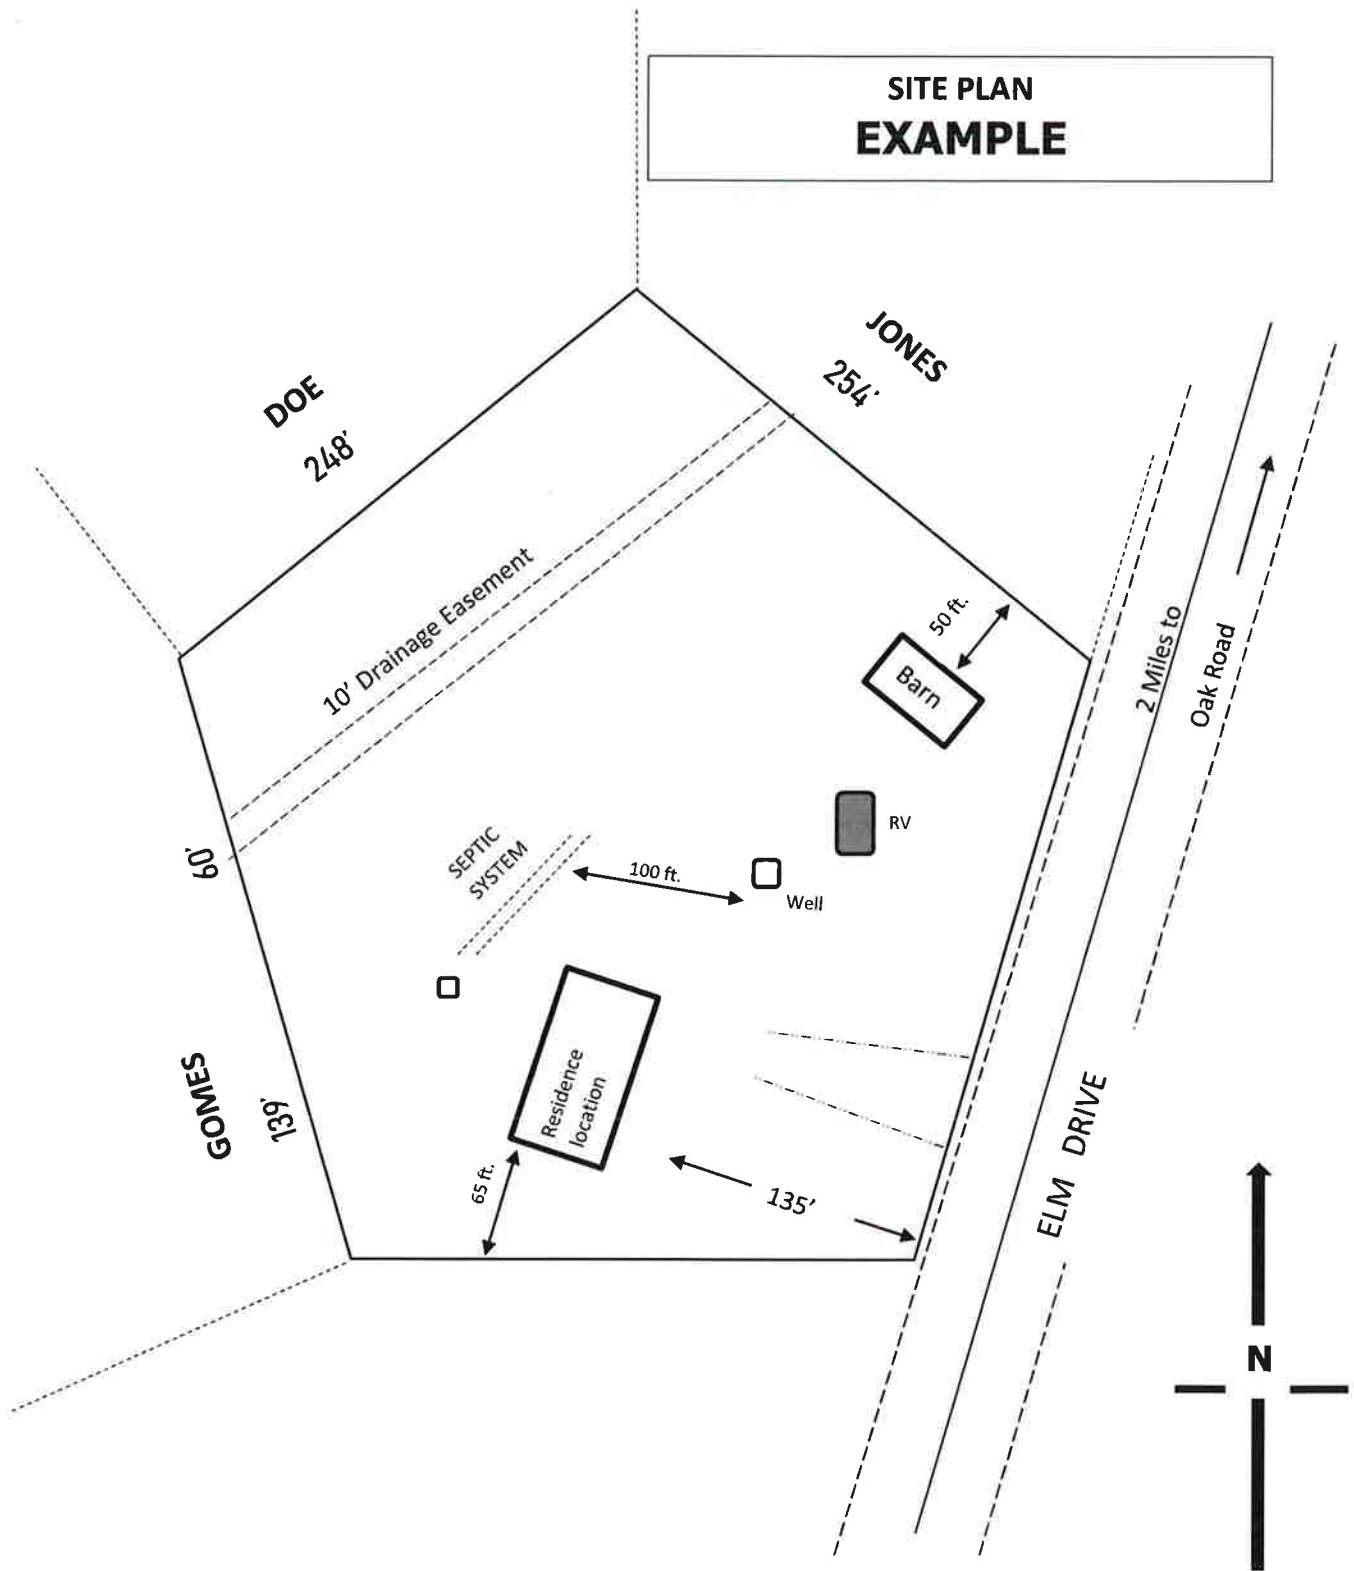 SITE PLAN
EXAMPLE
JONES
254'
DOE
248'
10' Drainage Easement
50 ft.
Barn
2 Miles to
Oak Road
RV
60'
SEPTIC
SYSTEM
100 ft.
Well
GOMES
139'
Residence
location
65 ft.
135'
ELM DRIVE
N